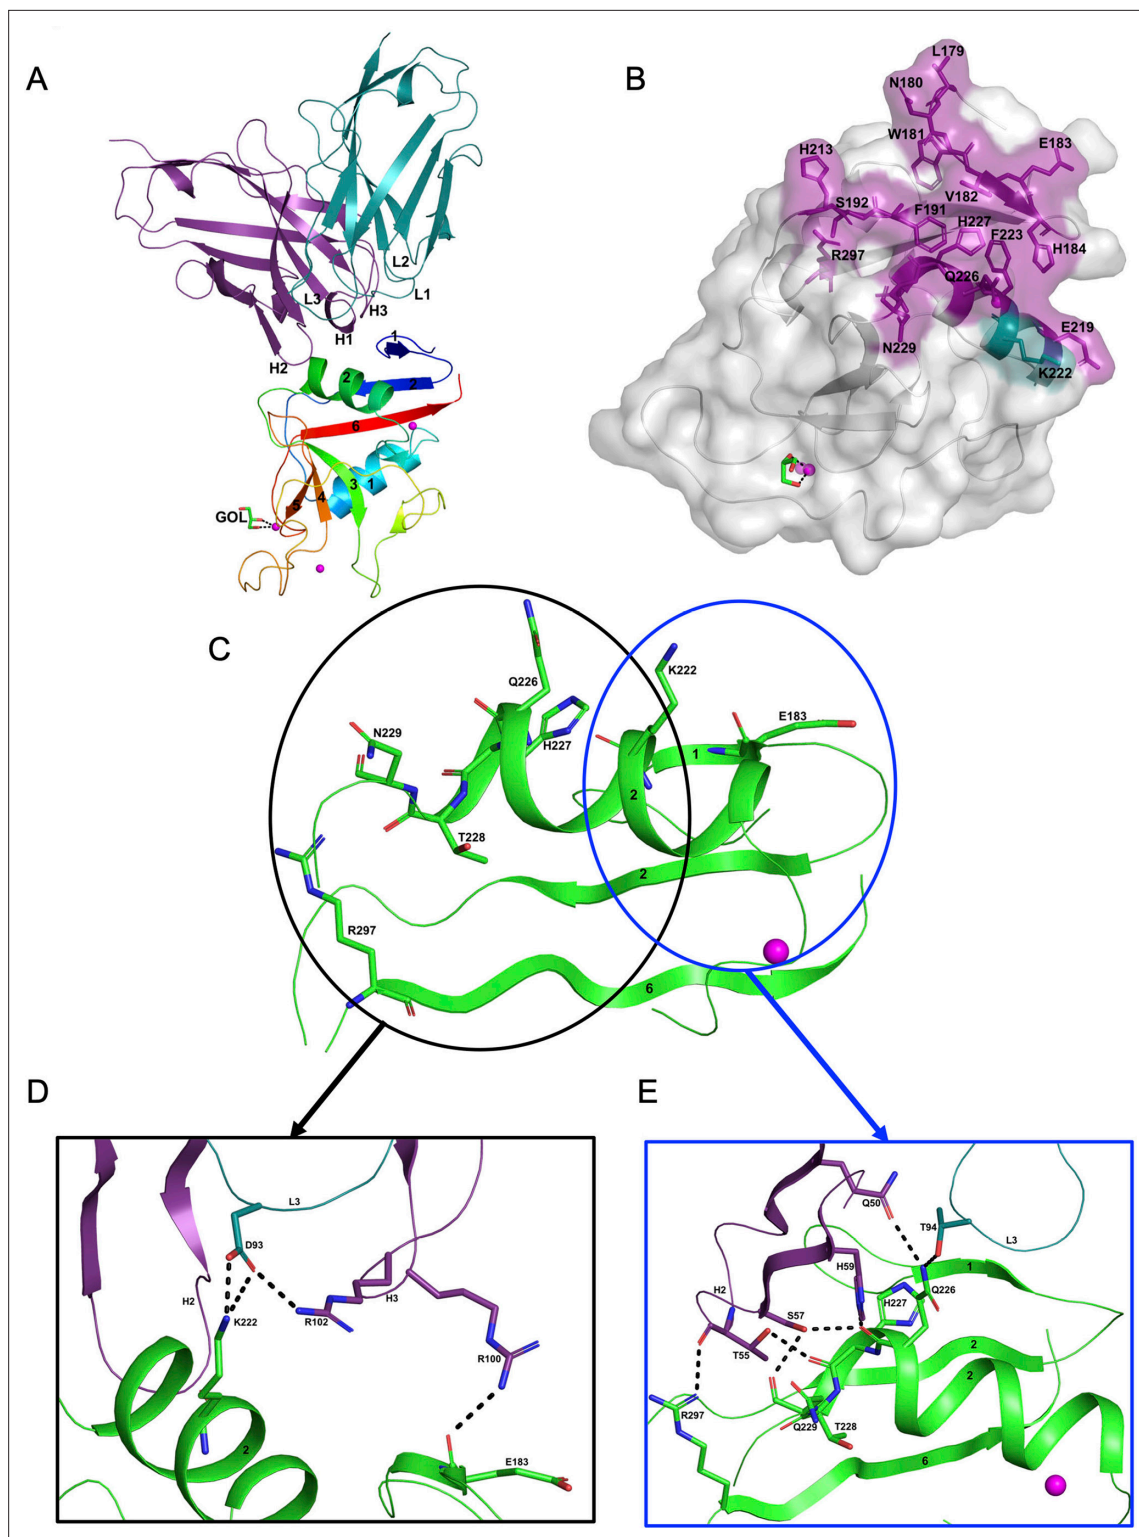 A
L2
L3
L1
H3
H1
1
H2
2
2
6
3
1
5
4
GOL
B
L179
N180
W181
H213
E183
S192
V182
F191
H227
F223
R297
H184
Q226
E219
N229
K222
C
Q226
K222
E183
N229
H227
1
2
T228
2
R297
6
D
L3
D93
H2
K222
R102
H3
R100
2
E183
E
Q50
T94
L3
H59
1
Q226
H2
H227
S57
T55
2
2
R297
Q229
T228
6